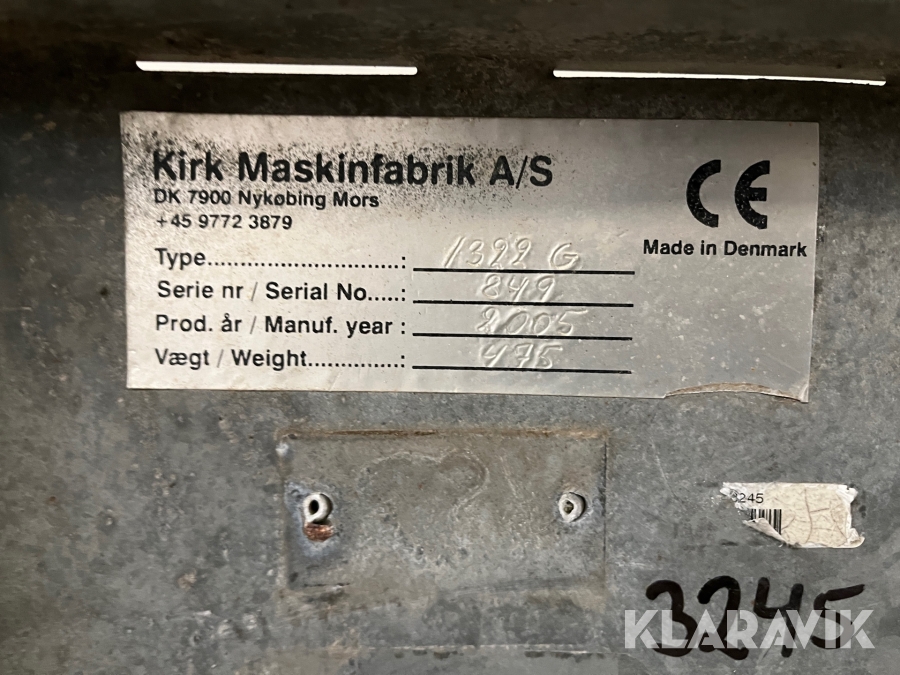 Kirk Maskinfabrik A/S
DK 7900 Nykøbing Mors
+45 9772 3879
CE
Made in Denmark
Type.............................: 1322 G
Serie nr / Serial No.....: 849
Prod. år / Manuf. year : 2005
Vægt / Weight...............: 475
3245
3245
KLARAVIK